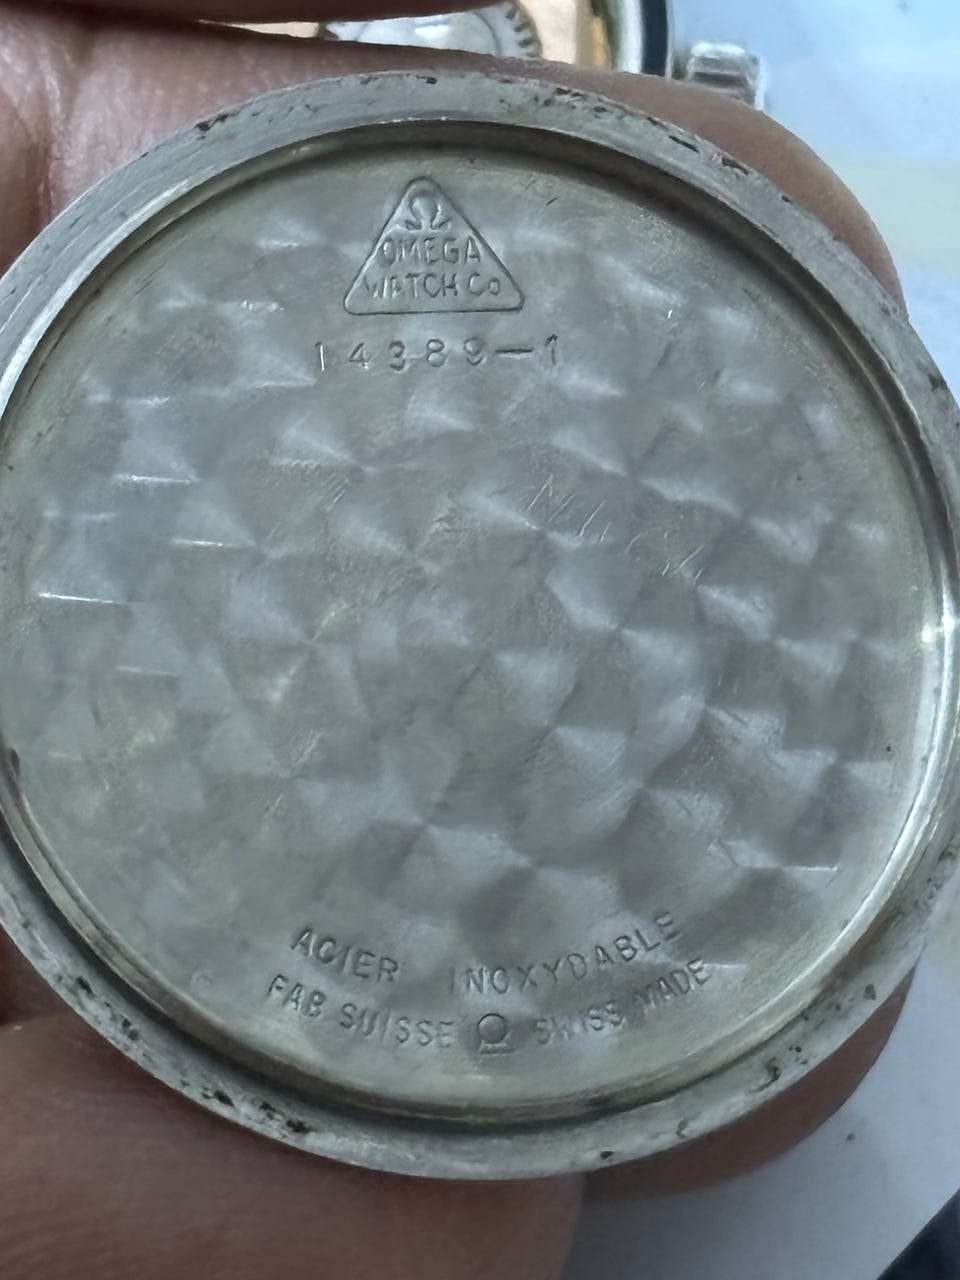 Ω
OMEGA
WATCH Co
14389-1
ACIER INOXYDABLE
FAB SUISSE Ω SWISS MADE